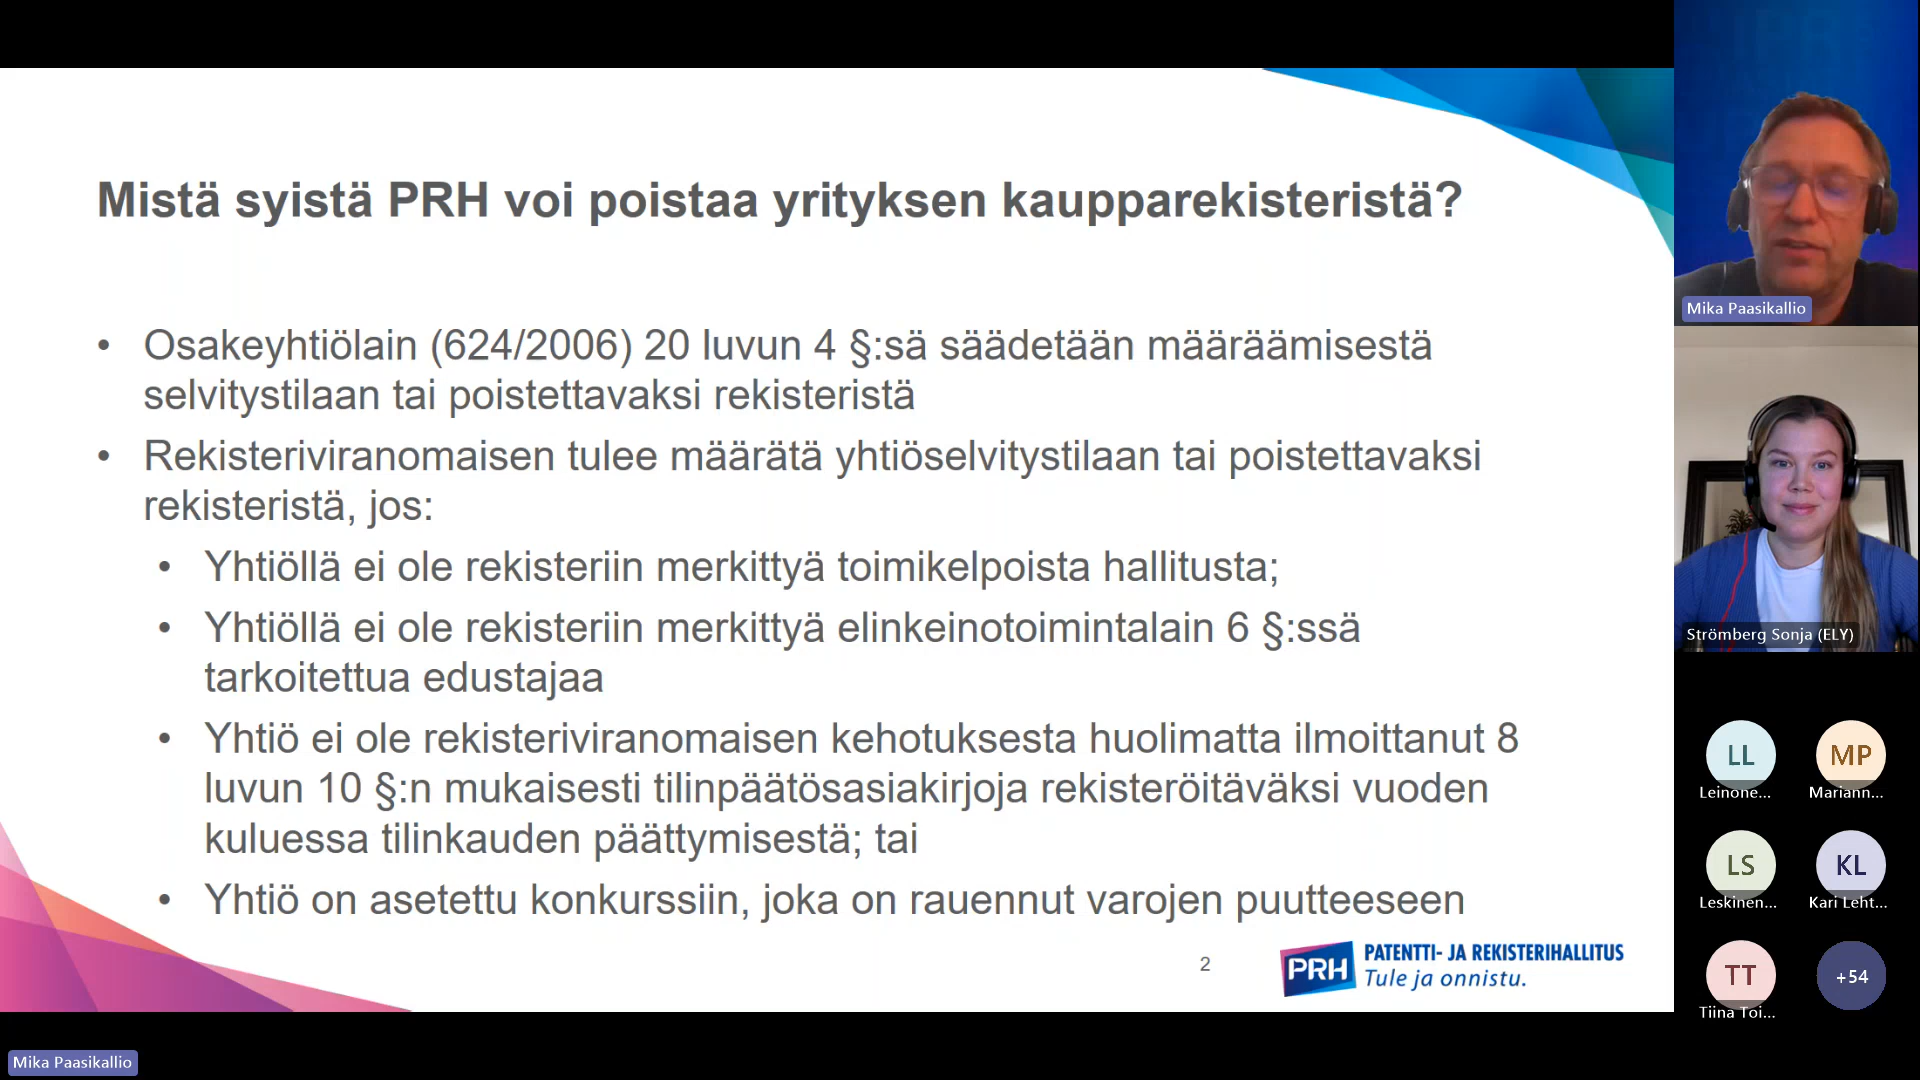 Mistä syistä PRH voi poistaa yrityksen kaupparekisteristä?
• Osakeyhtiölain (624/2006) 20 luvun 4 §:sä säädetään määräämisestä
selvitystilaan tai poistettavaksi rekisteristä
• Rekisteriviranomaisen tulee määrätä yhtiöselvitystilaan tai poistettavaksi
rekisteristä, jos:
• Yhtiöllä ei ole rekisteriin merkittyä toimikelpoista hallitusta;
• Yhtiöllä ei ole rekisteriin merkittyä elinkeinotoimintalain 6 §:ssä
tarkoitettua edustajaa
• Yhtiö ei ole rekisteriviranomaisen kehotuksesta huolimatta ilmoittanut 8
luvun 10 §:n mukaisesti tilinpäätösasiakirjoja rekisteröitäväksi vuoden
kuluessa tilinkauden päättymisestä; tai
• Yhtiö on asetettu konkurssiin, joka on rauennut varojen puutteeseen
2
PRH
PATENTTI- JA REKISTERIHALLITUS
Tule ja onnistu.
Mika Paasikallio
Strömberg Sonja (ELY)
LL
MP
Leinone...
Mariann...
LS
KL
Leskinen...
Kari Leht...
TT
+54
Tiina Toi...
Mika Paasikallio